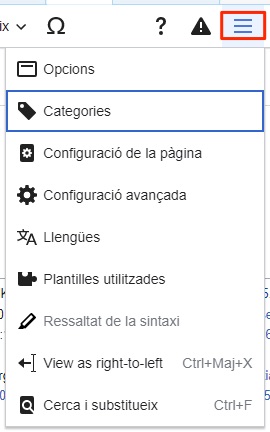 ix Ω ?
Opcions
Categories
Configuració de la pàgina
Configuració avançada
Llengües
Plantilles utilitzades
Ressaltat de la sintaxi
View as right-to-left Ctrl+Maj+X
Cerca i substitueix Ctrl+F